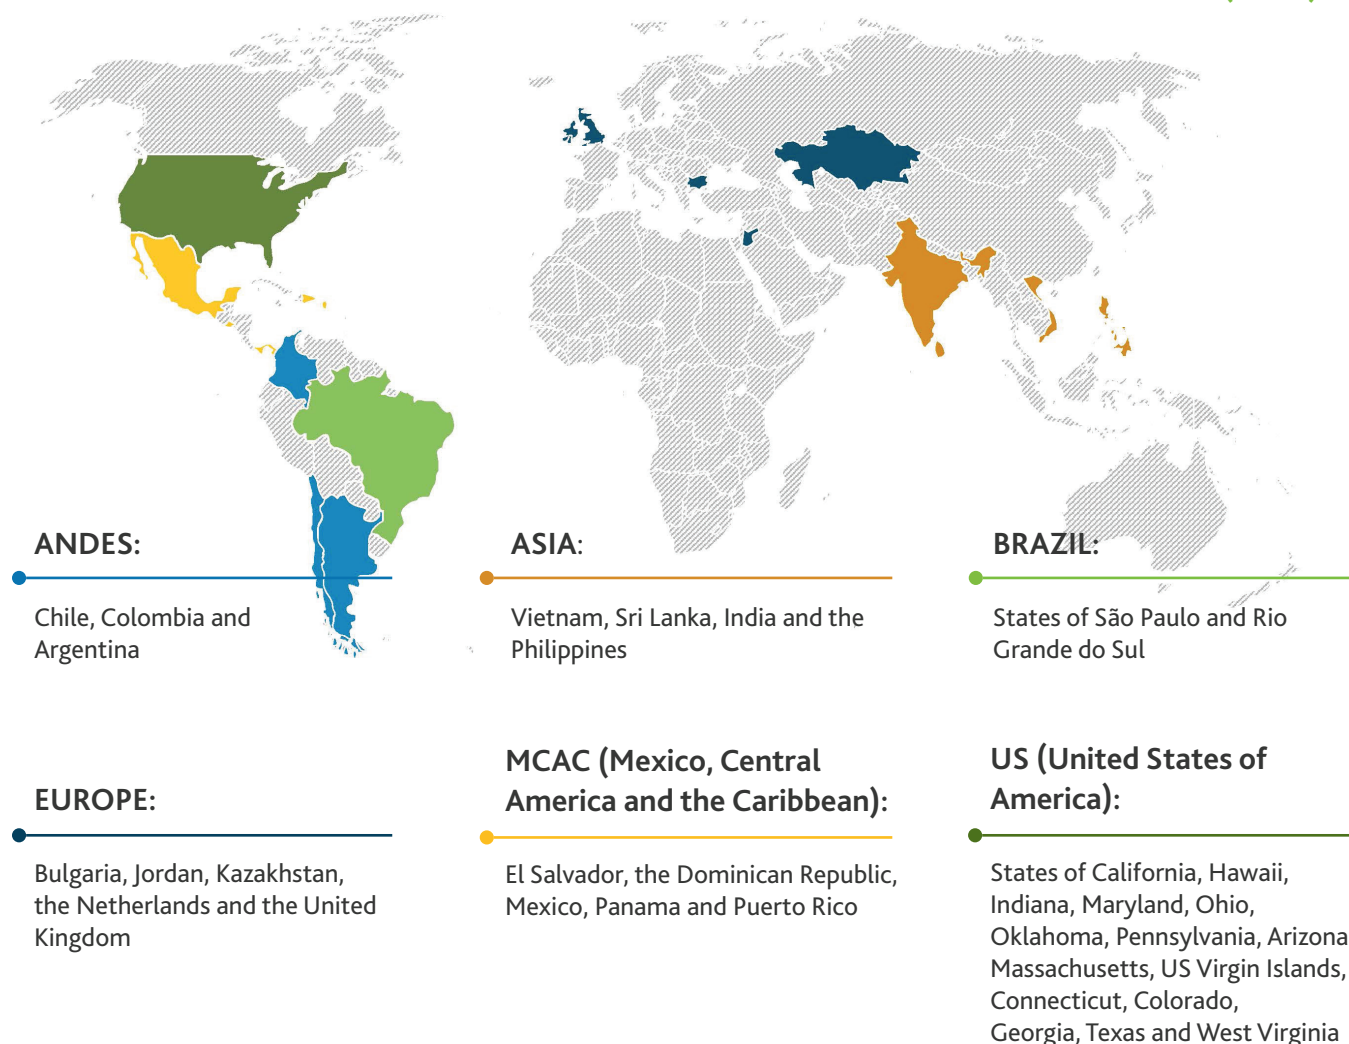 ANDES:
Chile, Colombia and
Argentina
ASIA:
Vietnam, Sri Lanka, India and the
Philippines
BRAZIL:
States of São Paulo and Rio
Grande do Sul
EUROPE:
Bulgaria, Jordan, Kazakhstan,
the Netherlands and the United
Kingdom
MCAC (Mexico, Central
America and the Caribbean):
El Salvador, the Dominican Republic,
Mexico, Panama and Puerto Rico
US (United States of
America):
States of California, Hawaii,
Indiana, Maryland, Ohio,
Oklahoma, Pennsylvania, Arizona
Massachusetts, US Virgin Islands,
Connecticut, Colorado,
Georgia, Texas and West Virginia